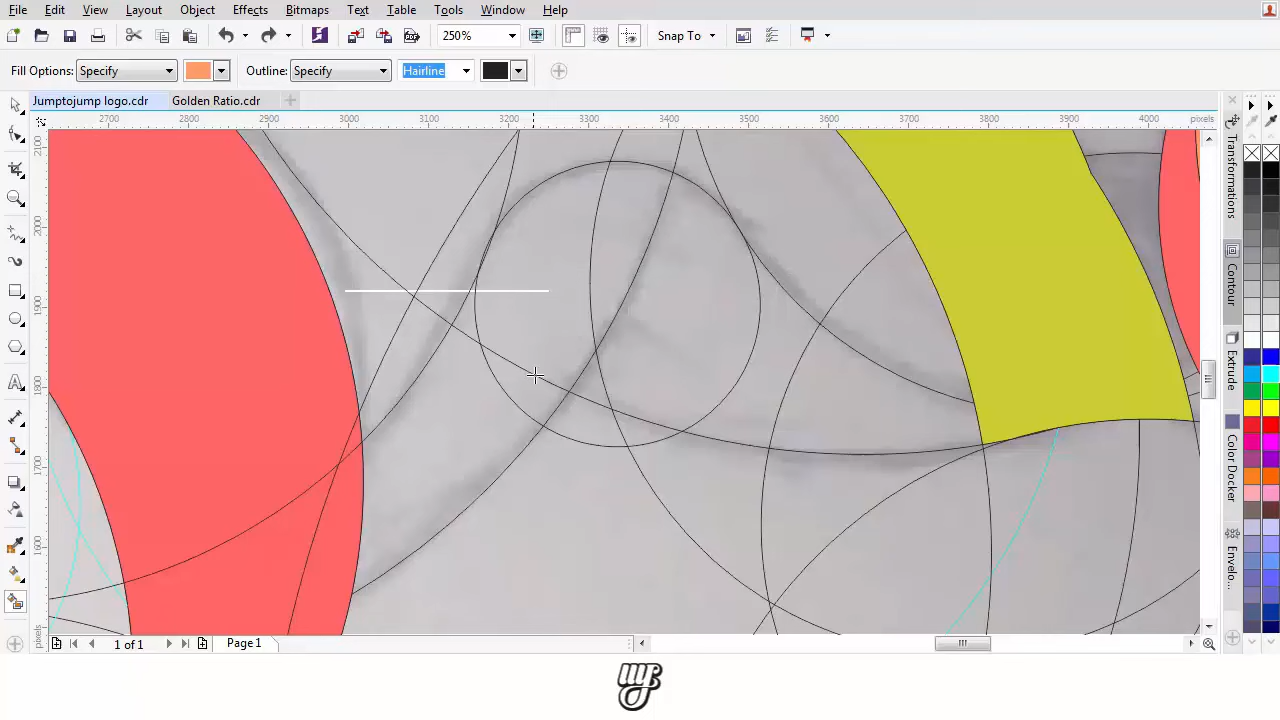 File Edit View Layout Object Effects Bitmaps Text Table Tools Window Help
250% Snap To
Fill Options: Specify Outline: Specify Hairline
Jumptojump logo.cdr Golden Ratio.cdr
2700 2800 2900 3000 3100 3200 3300 3400 3500 3600 3700 3800 3900 4000 pixels
2100
2000
1900
1800
1700
1600
pixels
Transformations
Contour
Extrude
Color Docker
Envelo...
1 of 1 Page 1